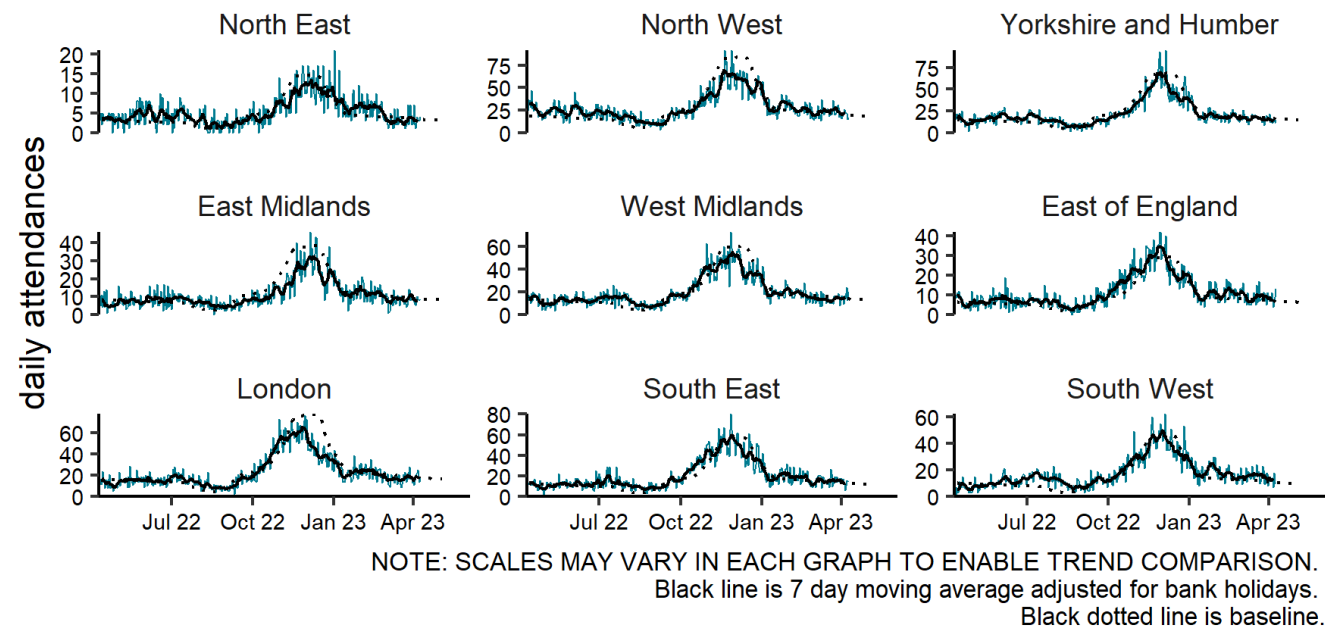 North East
North West
Yorkshire and Humber
20
15
10
5
0
75
50
25
0
75
50
25
0
daily attendances
East Midlands
West Midlands
East of England
40
30
20
10
0
60
40
20
0
40
30
20
10
0
London
South East
South West
60
40
20
0
80
60
40
20
0
60
40
20
0
Jul 22 Oct 22 Jan 23 Apr 23
Jul 22 Oct 22 Jan 23 Apr 23
Jul 22 Oct 22 Jan 23 Apr 23
NOTE: SCALES MAY VARY IN EACH GRAPH TO ENABLE TREND COMPARISON.
Black line is 7 day moving average adjusted for bank holidays.
Black dotted line is baseline.